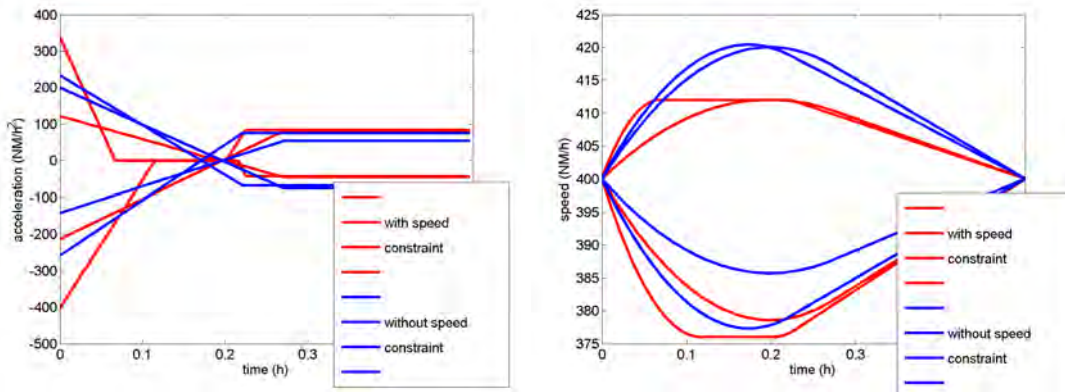 400
300
200
100
0
-100
-200
-300
-400
-500
acceleration (NM/h²)
0
0.1
0.2
0.3
time (h)
with speed
constraint
without speed
constraint
425
420
415
410
405
400
395
390
385
380
375
speed (NM/h)
0
0.1
0.2
0.3
time (h)
with speed
constraint
without speed
constraint